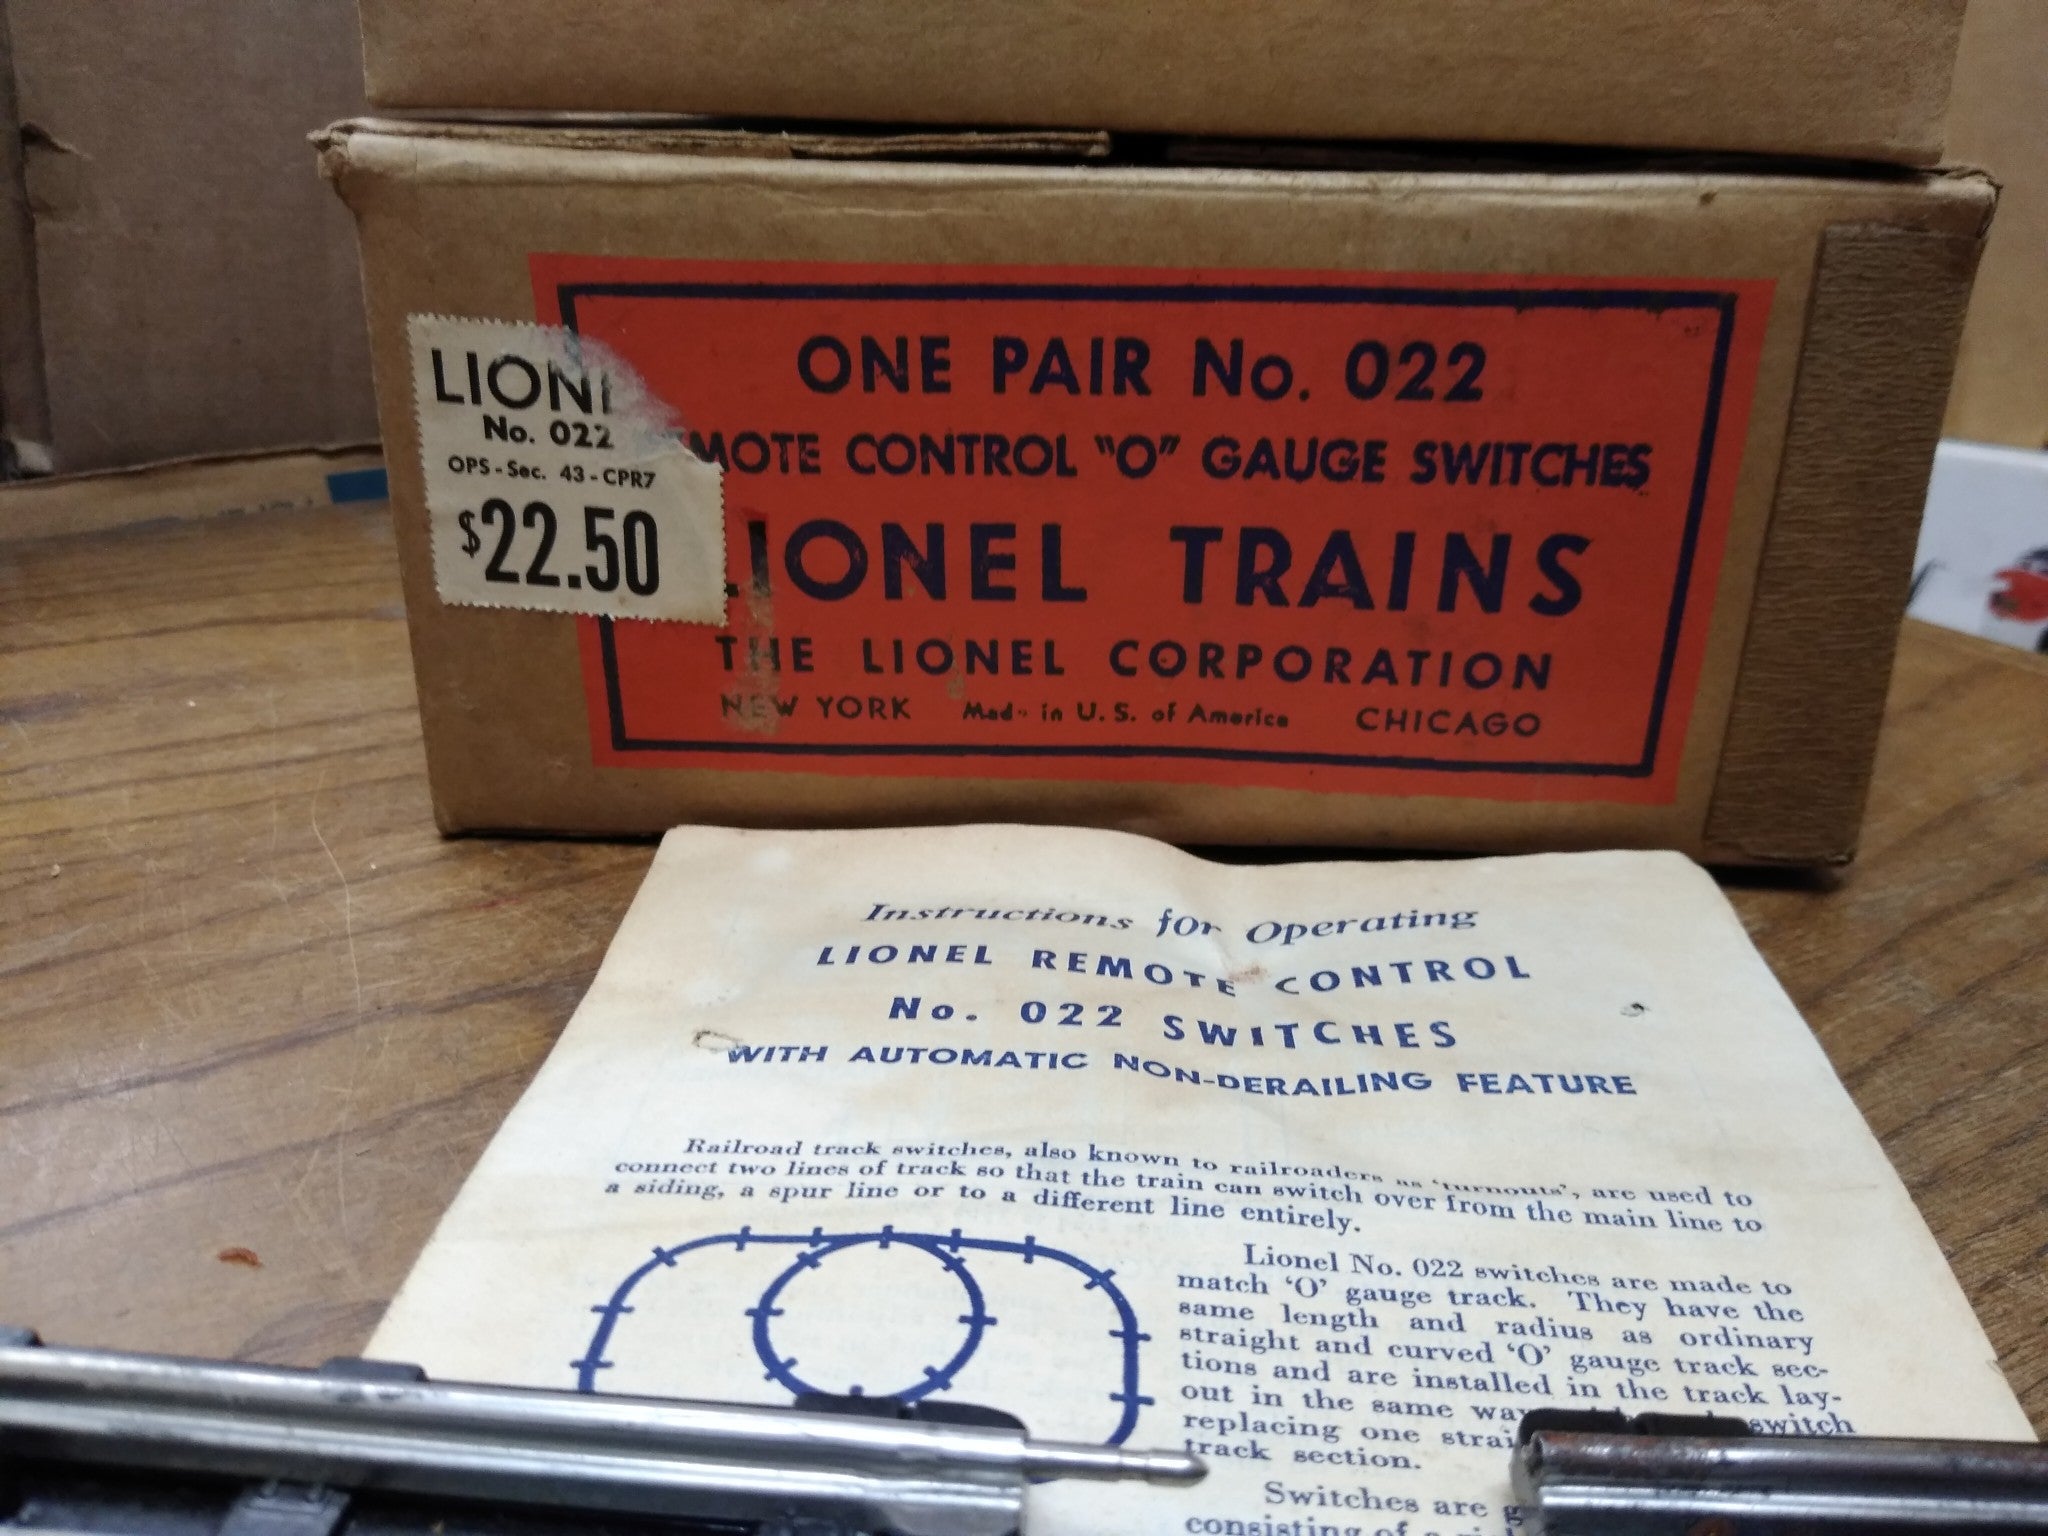 LIONE
No. 022
OPS-Sec. 43-CPR7
$22.50
ONE PAIR No. 022
EMOTE CONTROL "O" GAUGE SWITCHES
LIONEL TRAINS
THE LIONEL CORPORATION
NEW YORK Made in U. S. of America CHICAGO
Instructions for Operating
LIONEL REMOTE CONTROL
No. 022 SWITCHES
WITH AUTOMATIC NON-DERAILING FEATURE
Railroad track switches, also known to railroaders as 'turnouts', are used to
connect two lines of track so that the train can switch over from the main line to
a siding, a spur line or to a different line entirely.
Lionel No. 022 switches are made to
match 'O' gauge track. They have the
same length and radius as ordinary
straight and curved 'O' gauge track sec-
tions and are installed in the track lay-
out in the same way switch
replacing one strai
track section.
Switches are g
consisting of a